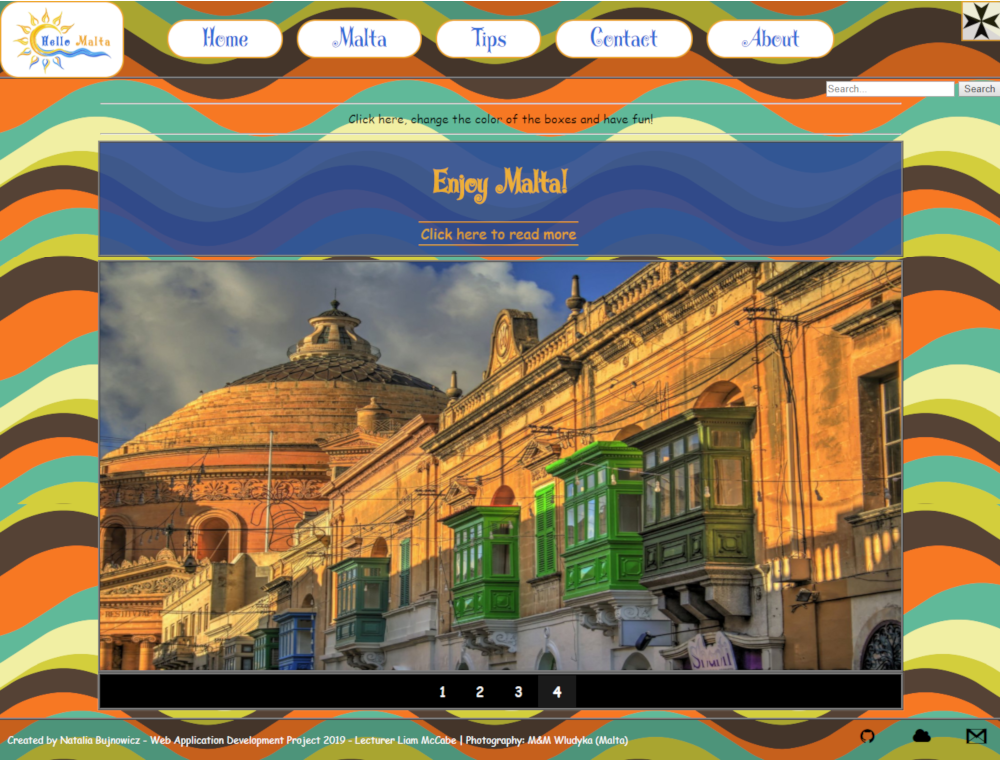 Hello Malta
Home
Malta
Tips
Contact
About
Search...
Search
Click here, change the color of the boxes and have fun!
Enjoy Malta!
Click here to read more
1 2 3 4
Created by Natalia Bujnowicz - Web Application Development Project 2019 - Lecturer Liam McCabe | Photography: M&M Wludyka (Malta)